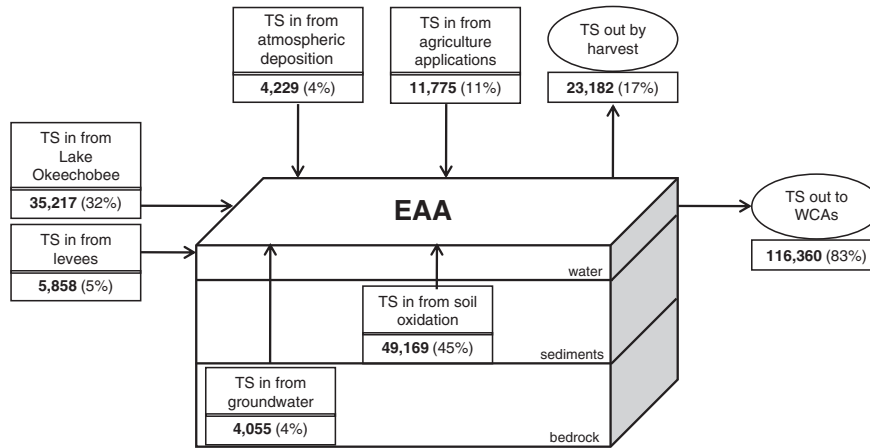 TS in from
atmospheric
deposition
4,229 (4%)
TS in from
agriculture
applications
11,775 (11%)
TS out by
harvest
23,182 (17%)
TS in from
Lake
Okeechobee
35,217 (32%)
TS in from
levees
5,858 (5%)
EAA
TS out to
WCAs
116,360 (83%)
water
TS in from soil
oxidation
49,169 (45%)
sediments
TS in from
groundwater
4,055 (4%)
bedrock